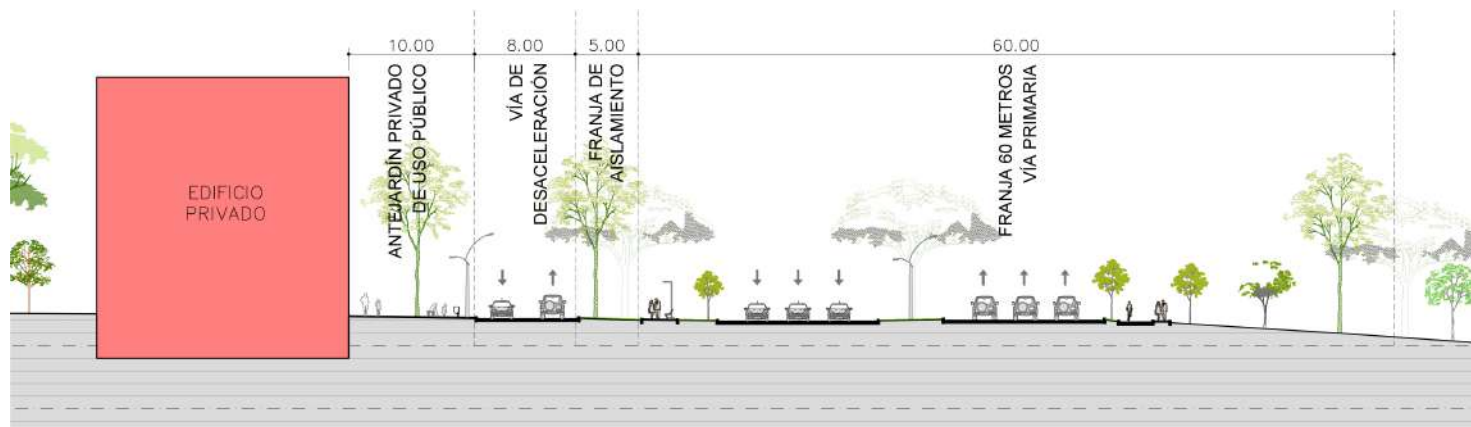 10.00
8.00
5.00
60.00
ANTEJARDÍN PRIVADO
DE USO PÚBLICO
VÍA DE
DESACELERACIÓN
FRANJA DE
AISLAMIENTO
FRANJA 60 METROS
VÍA PRIMARIA
EDIFICIO
PRIVADO